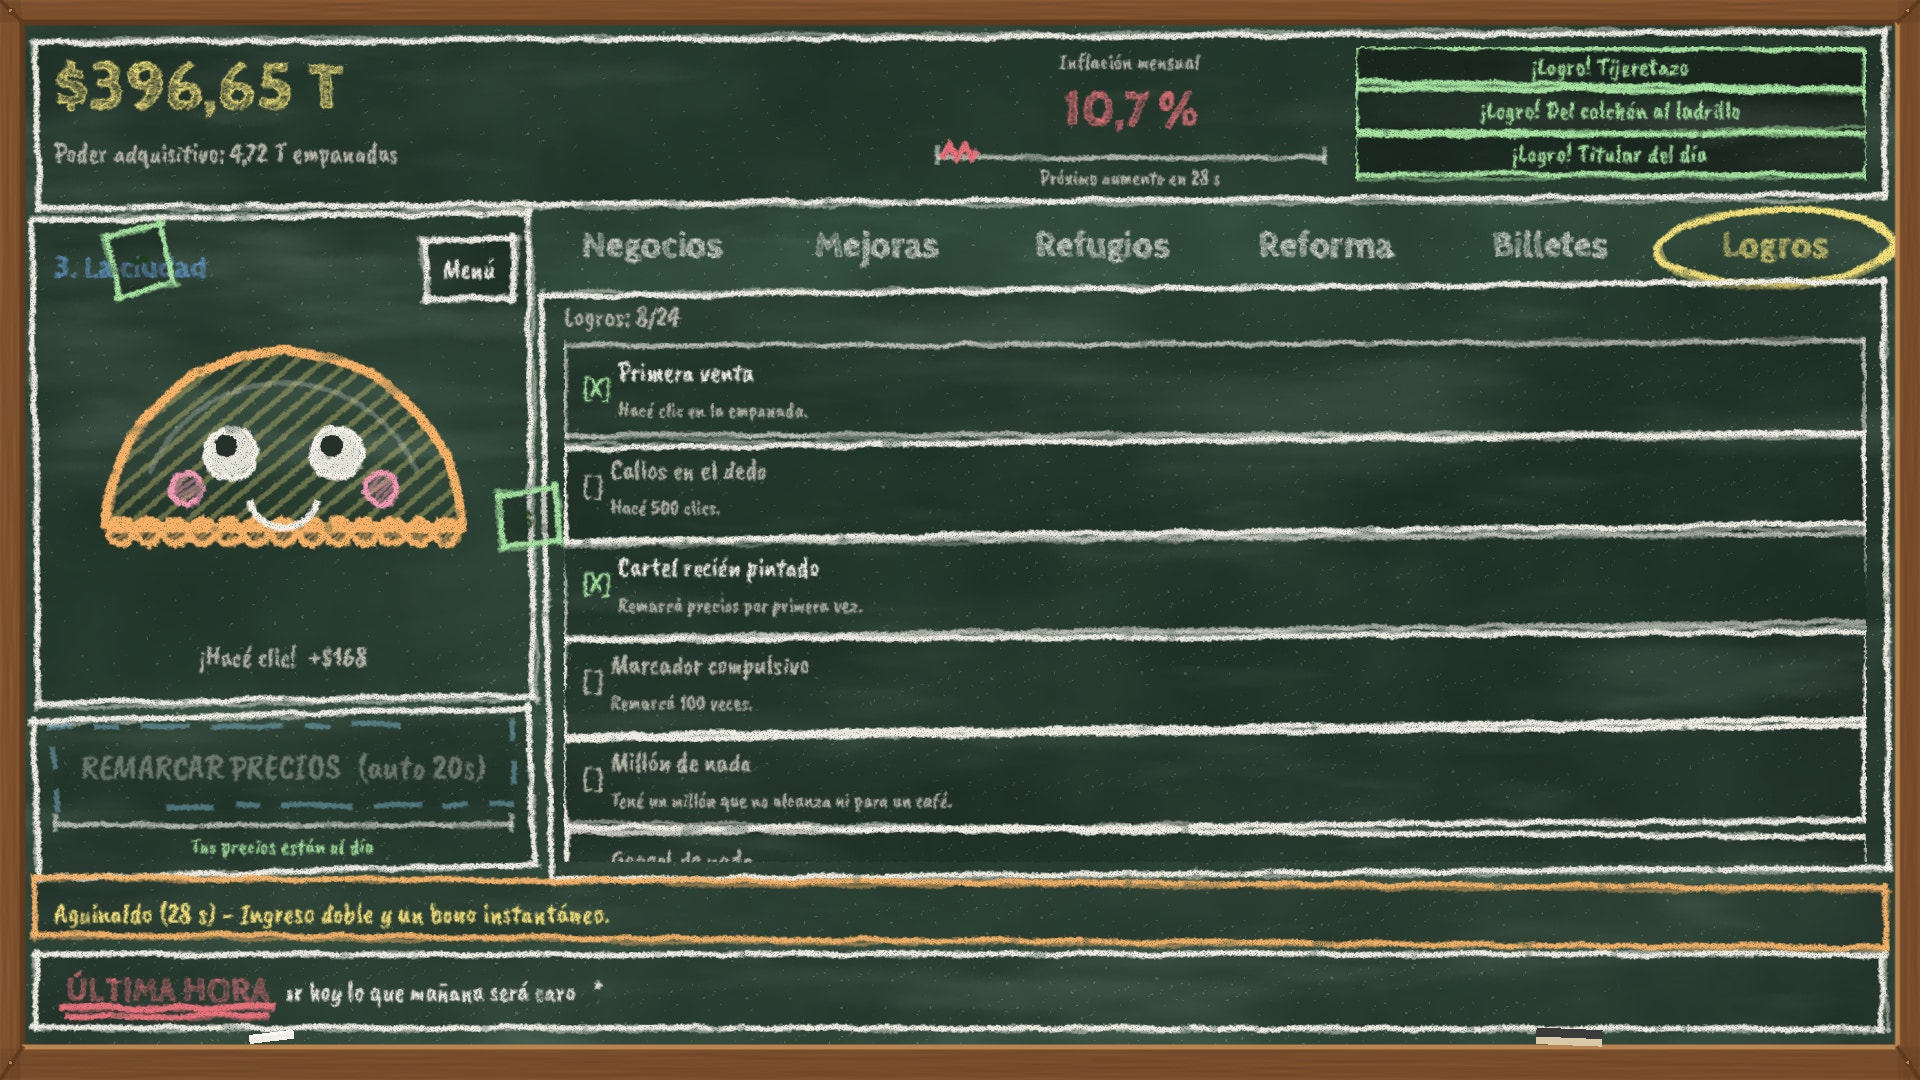 $396,65 T
Poder adquisitivo: 4,72 T empanadas
Inflación mensual
10,7 %
Próximo aumento en 28 s
¡Logro! Tijeretazo
¡Logro! Del colchón al ladrillo
¡Logro! Titular del día
3. La ciudad
Menú
¡Hacé clic! +$168
REMARCAR PRECIOS (auto 20s)
Tus precios están al día
Negocios
Mejoras
Refugios
Reforma
Billetes
Logros
Logros: 8/24
[X] Primera venta
Hacé clic en la empanada.
[ ] Callos en el dedo
Hacé 500 clics.
[X] Cartel recién pintado
Remarcá precios por primera vez.
[ ] Marcador compulsivo
Remarcá 100 veces.
[ ] Millón de nada
Tené un millón que no alcanza ni para un café.
Aguinaldo (28 s) - Ingreso doble y un bono instantáneo.
ÚLTIMA HORA
ar hoy lo que mañana será caro *